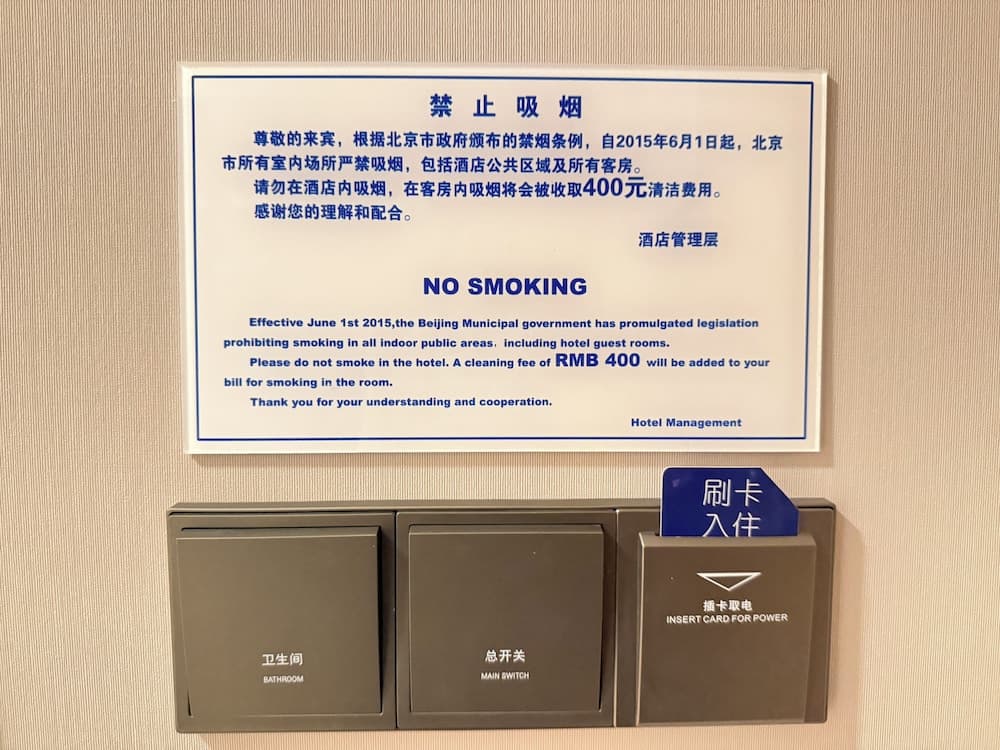 禁止吸烟
尊敬的来宾，根据北京市政府颁布的禁烟条例，自2015年6月1日起，北京
市所有室内场所严禁吸烟，包括酒店公共区域及所有客房。
请勿在酒店内吸烟，在客房内吸烟将会被收取400元清洁费用。
感谢您的理解和配合。
酒店管理层
NO SMOKING
Effective June 1st 2015,the Beijing Municipal government has promulgated legislation
prohibiting smoking in all indoor public areas, including hotel guest rooms.
Please do not smoke in the hotel. A cleaning fee of RMB 400 will be added to your
bill for smoking in the room.
Thank you for your understanding and cooperation.
Hotel Management
刷卡
入住
卫生间
BATHROOM
总开关
MAIN SWITCH
插卡取电
INSERT CARD FOR POWER